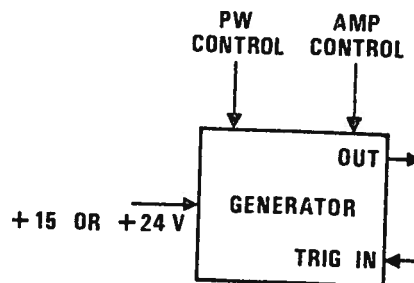 PW
CONTROL
AMP
CONTROL
OUT
GENERATOR
+15 OR +24 V
TRIG IN